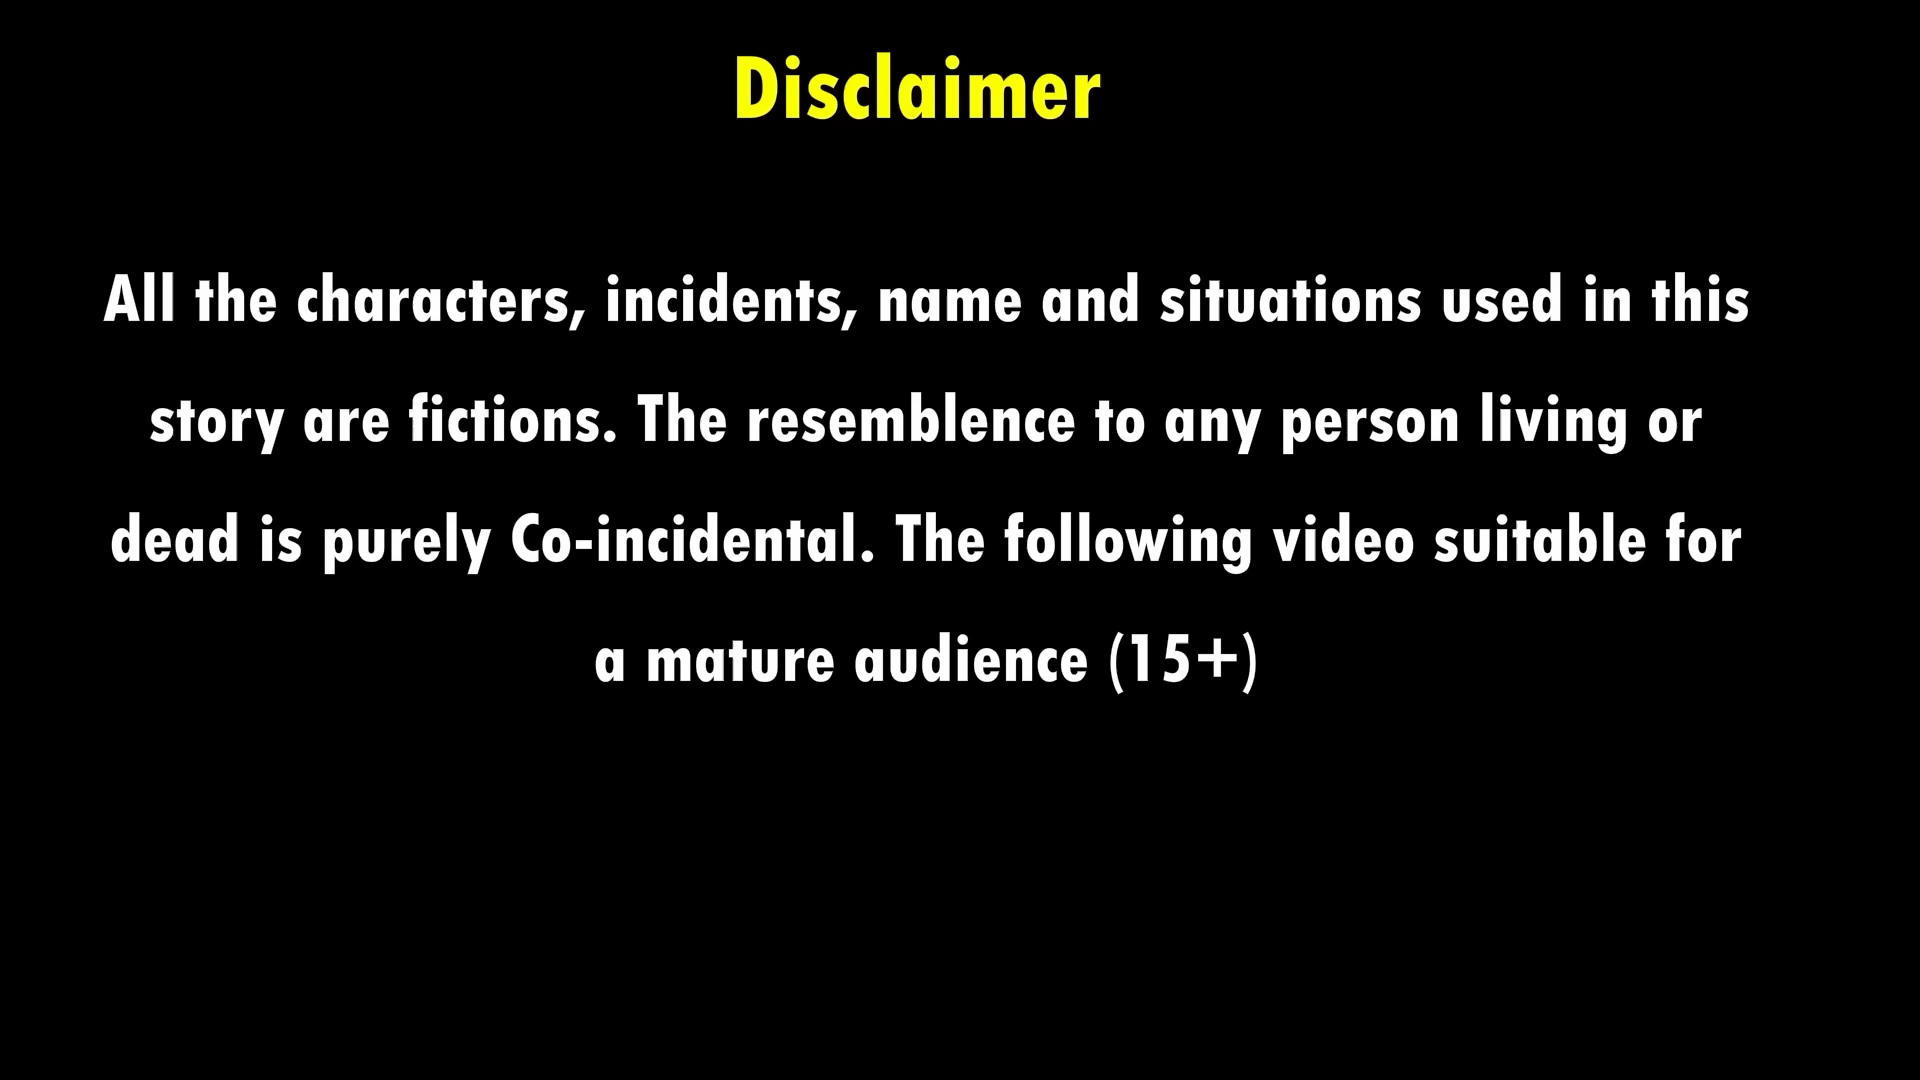 Disclaimer
All the characters, incidents, name and situations used in this
story are fictions. The resemblence to any person living or
dead is purely Co-incidental. The following video suitable for
a mature audience (15+)